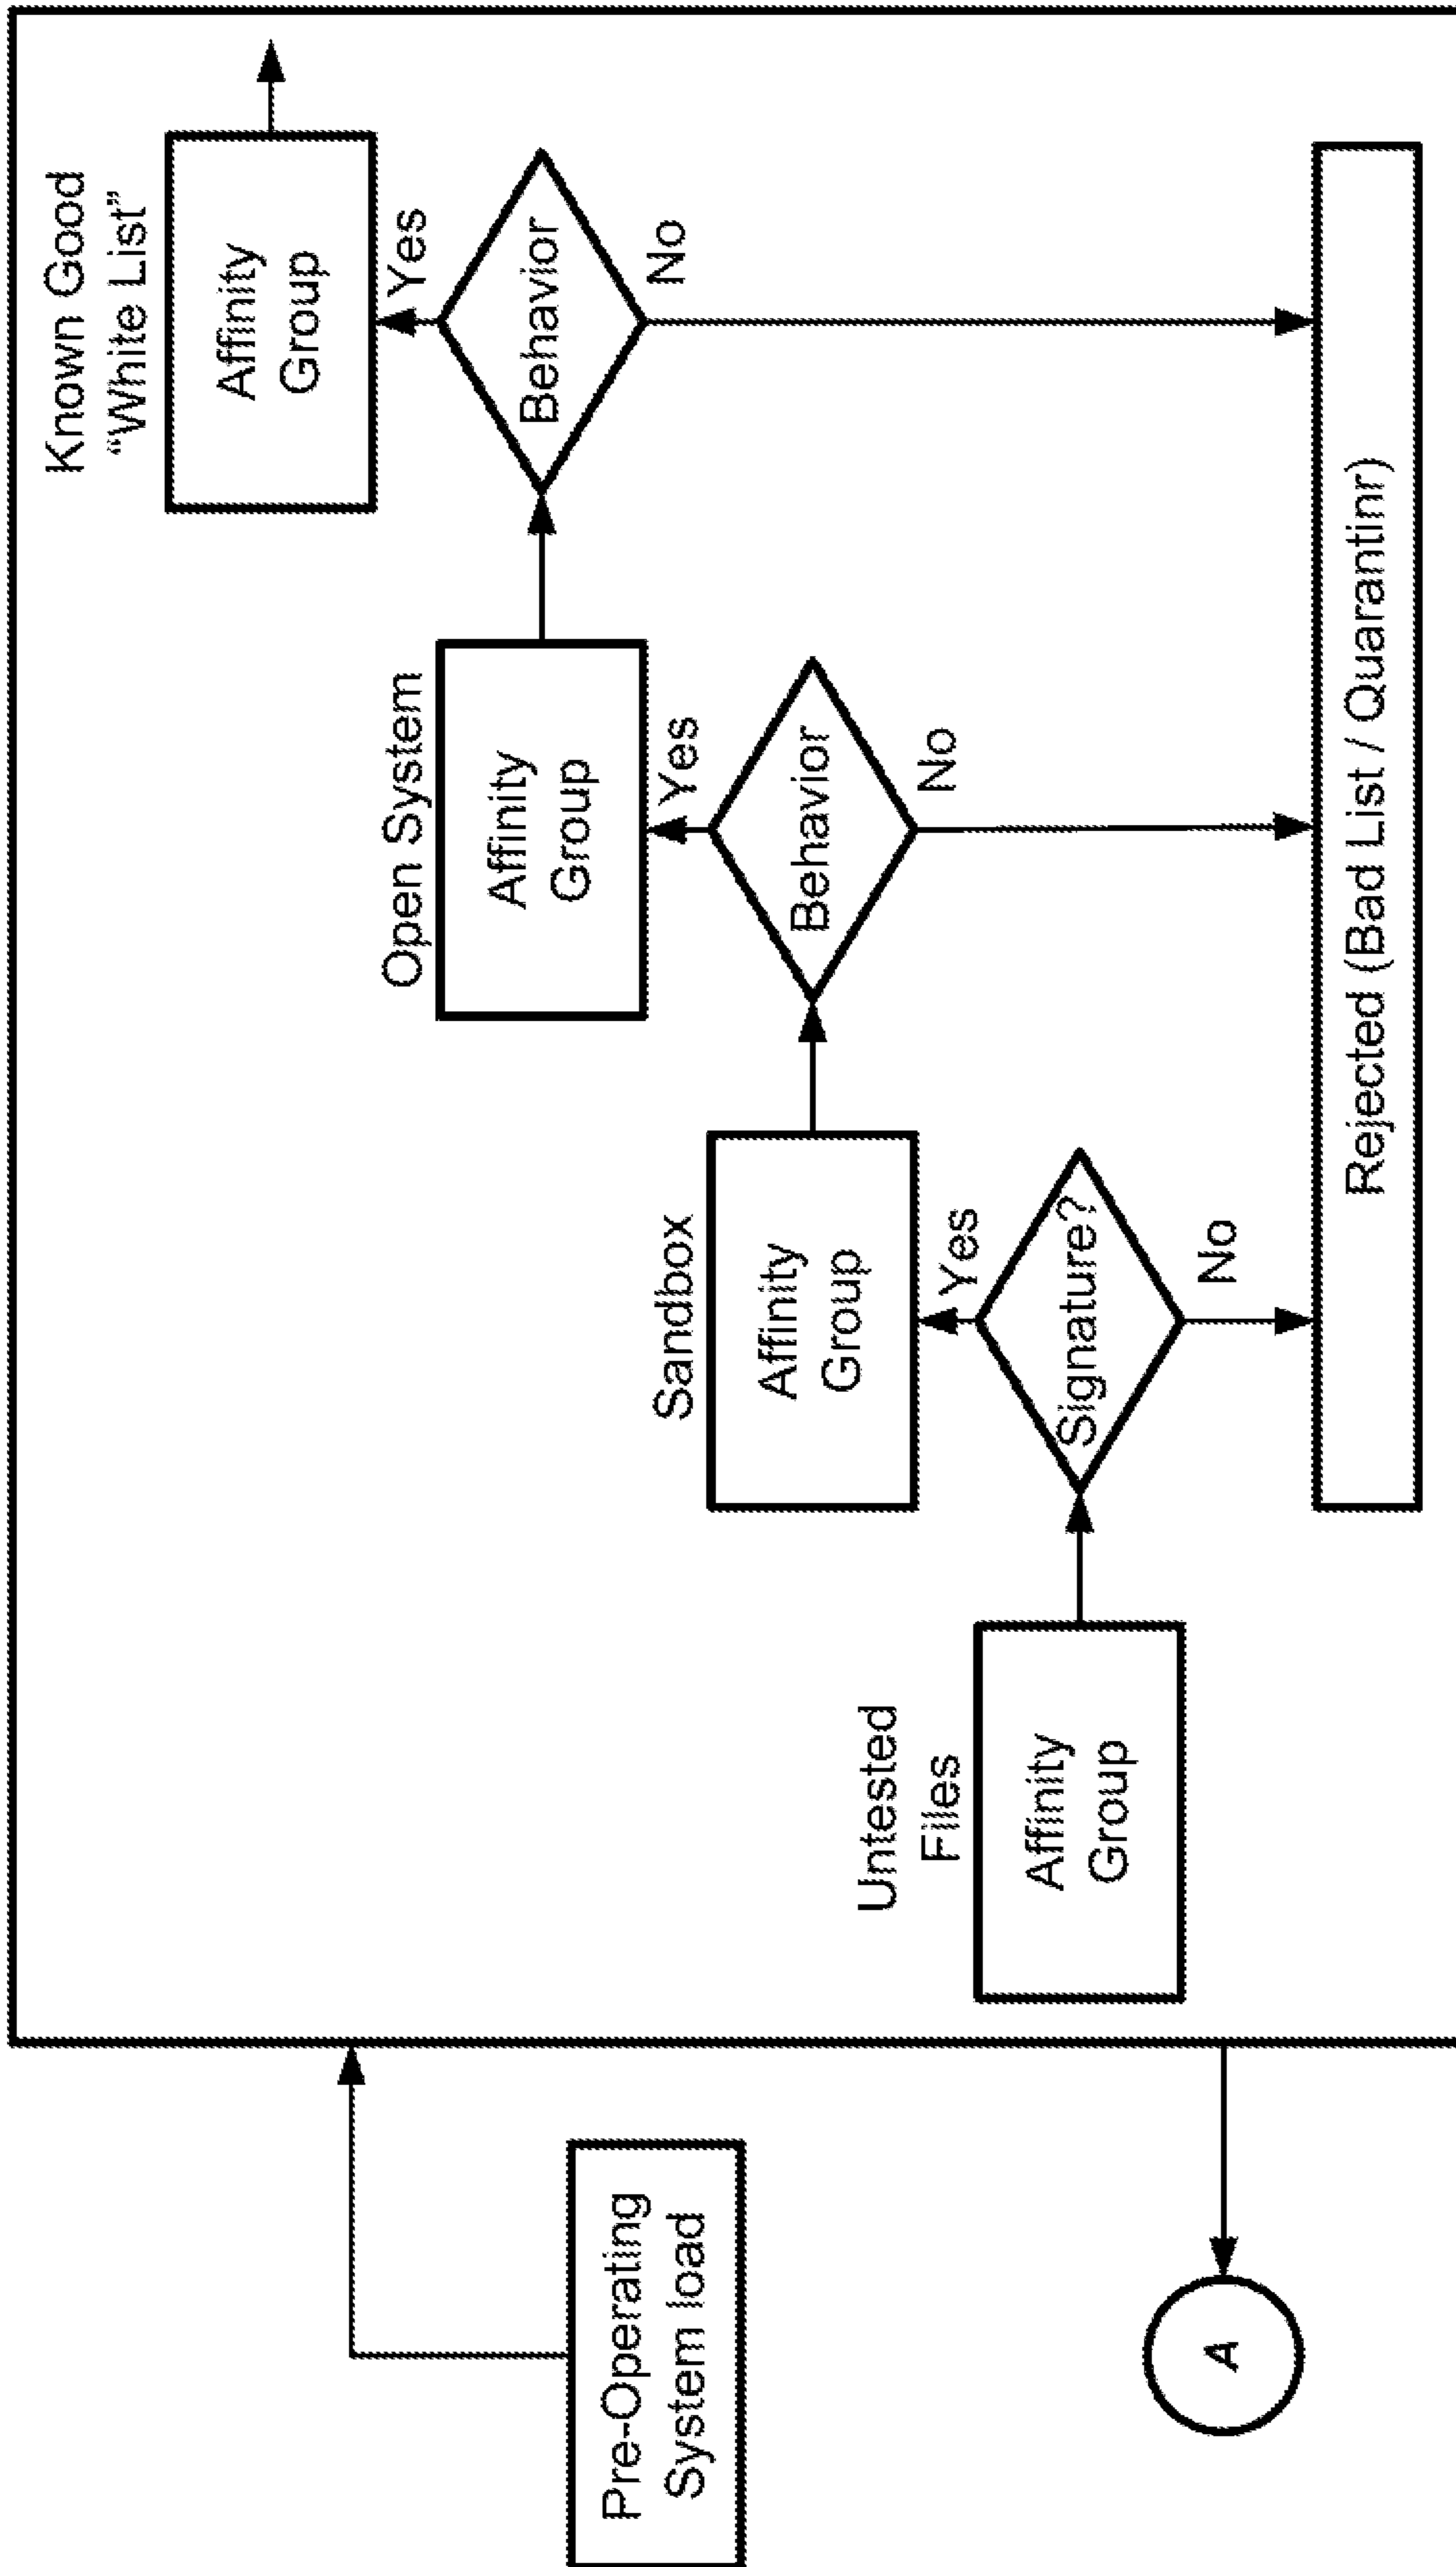 Known Good
“White List”
Affinity
Group
Yes
Behavior
No
Open System
Affinity
Group
Yes
Behavior
No
Sandbox
Affinity
Group
Yes
Signature?
No
Untested
Files
Affinity
Group
Rejected (Bad List / Quarantinr)
Pre-Operating
System load
A